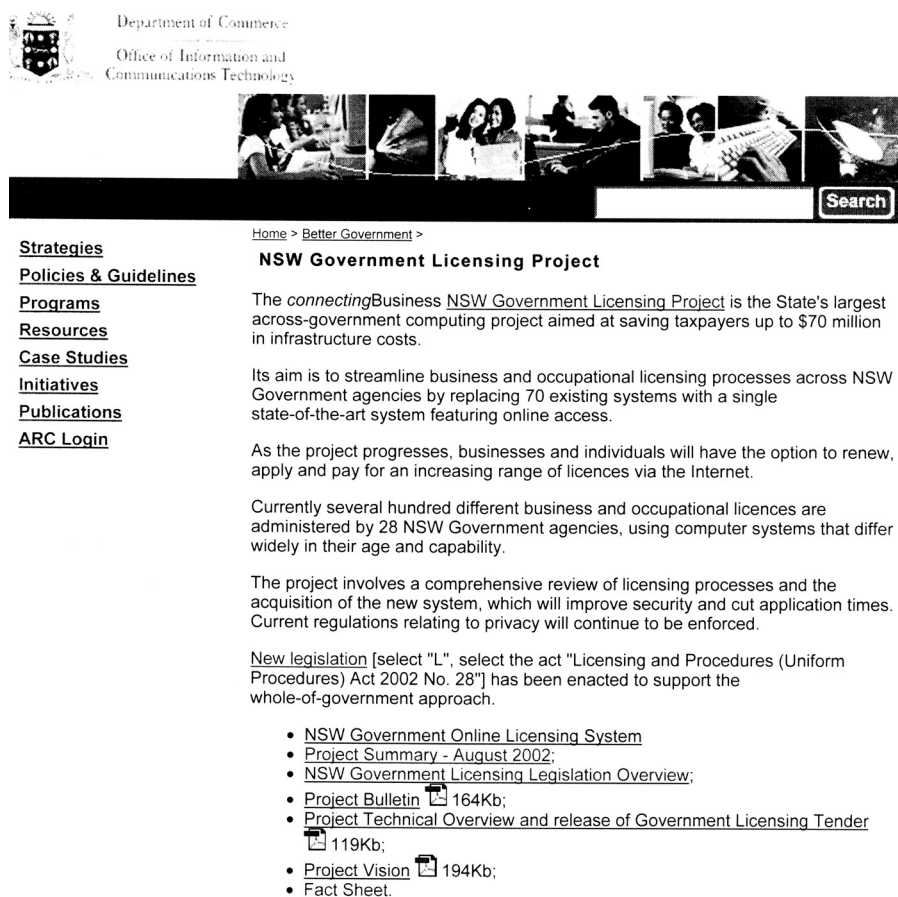 Department of Commerce
Office of Information and
Communications Technology
Search
Home > Better Government >
NSW Government Licensing Project
Strategies
Policies & Guidelines
Programs
Resources
Case Studies
Initiatives
Publications
ARC Login
The connectingBusiness NSW Government Licensing Project is the State's largest
across-government computing project aimed at saving taxpayers up to $70 million
in infrastructure costs.
Its aim is to streamline business and occupational licensing processes across NSW
Government agencies by replacing 70 existing systems with a single
state-of-the-art system featuring online access.
As the project progresses, businesses and individuals will have the option to renew,
apply and pay for an increasing range of licences via the Internet.
Currently several hundred different business and occupational licences are
administered by 28 NSW Government agencies, using computer systems that differ
widely in their age and capability.
The project involves a comprehensive review of licensing processes and the
acquisition of the new system, which will improve security and cut application times.
Current regulations relating to privacy will continue to be enforced.
New legislation [select "L", select the act "Licensing and Procedures (Uniform
Procedures) Act 2002 No. 28"] has been enacted to support the
whole-of-government approach.
• NSW Government Online Licensing System
• Project Summary - August 2002;
• NSW Government Licensing Legislation Overview;
• Project Bulletin 164Kb;
• Project Technical Overview and release of Government Licensing Tender
119Kb;
• Project Vision 194Kb;
• Fact Sheet.